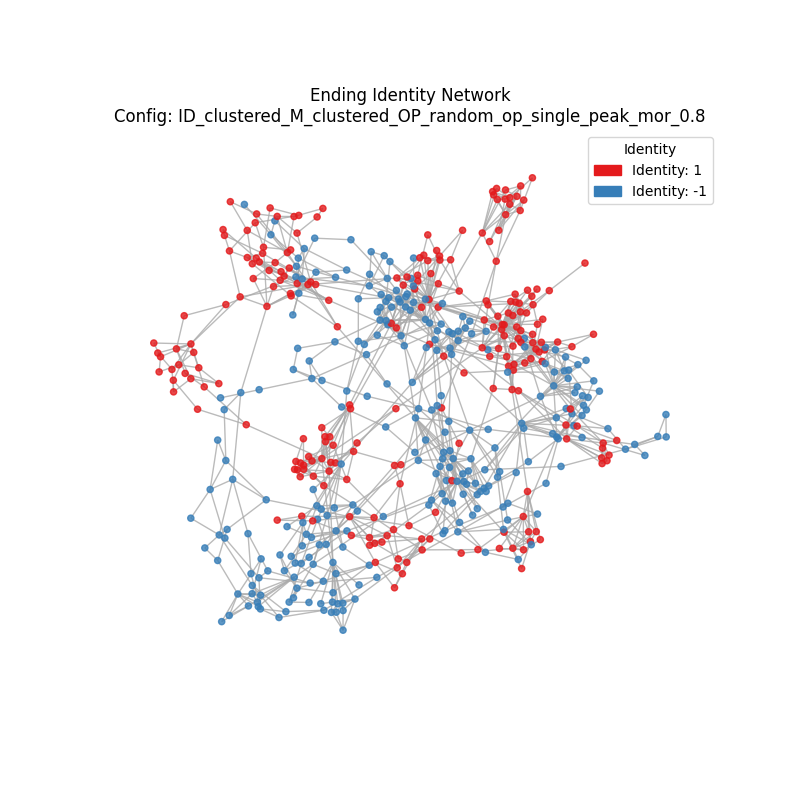 Ending Identity Network
Config: ID_clustered_M_clustered_OP_random_op_single_peak_mor_0.8
Identity
Identity: 1
Identity: -1